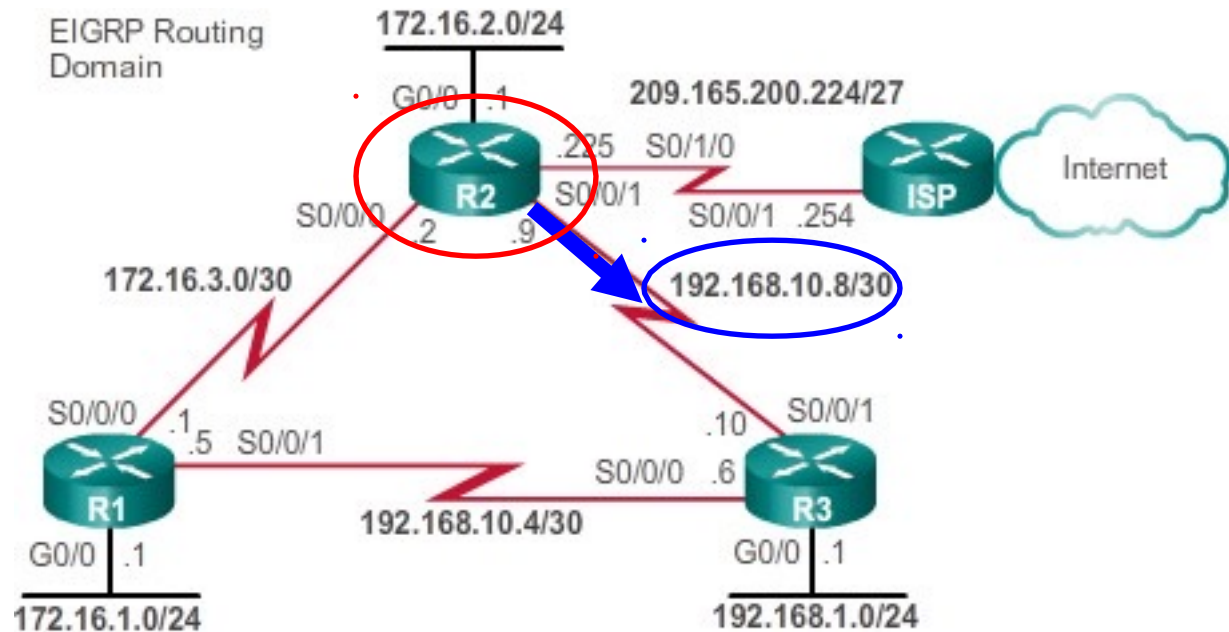 172.16.2.0/24
EIGRP Routing
Domain
G0/0 .1
209.165.200.224/27
.225 S0/1/0
Internet
R2
S0/0/1
ISP
S0/0/0
.2
.9
S0/0/1 .254
172.16.3.0/30
192.168.10.8/30
S0/0/0
.1
S0/0/1
.10
.5 S0/0/1
S0/0/0 .6
R1
R3
192.168.10.4/30
G0/0 .1
G0/0 .1
172.16.1.0/24
192.168.1.0/24